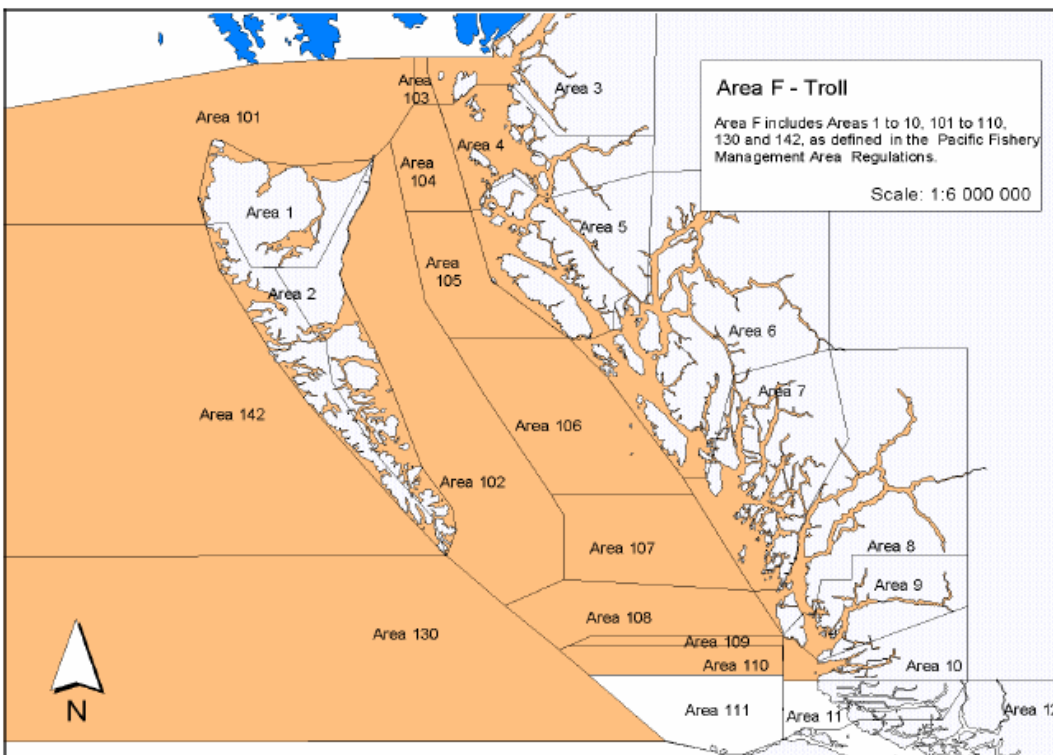 Area 3
Area 103
Area F - Troll
Area F includes Areas 1 to 10, 101 to 110,
130 and 142, as defined in the Pacific Fishery
Management Area Regulations.
Scale: 1:6 000 000
Area 101
Area 4
Area 104
Area 1
Area 5
Area 105
Area 2
Area 6
Area 7
Area 142
Area 106
Area 102
Area 107
Area 8
Area 9
Area 108
Area 130
Area 109
Area 110
Area 10
N
Area 111
Area 11
Area 12